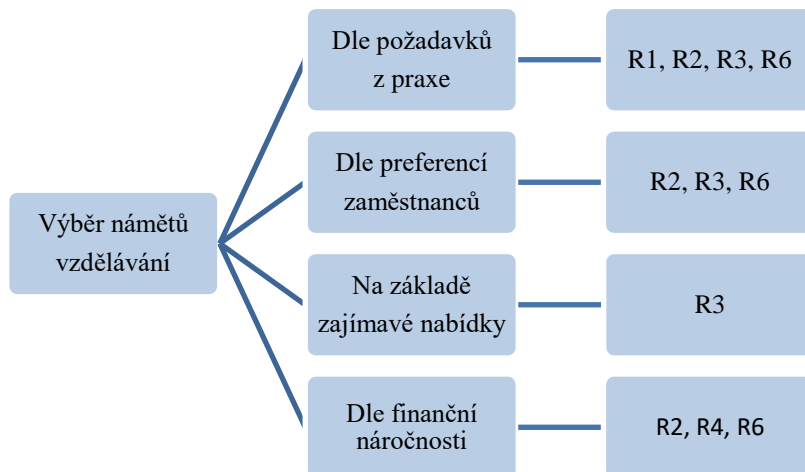 Dle požadavků
z praxe
R1, R2, R3, R6
Dle preferencí
zaměstnanců
R2, R3, R6
Výběr námětů
vzdělávání
Na základě
zajímavé nabídky
R3
Dle finanční
náročnosti
R2, R4, R6